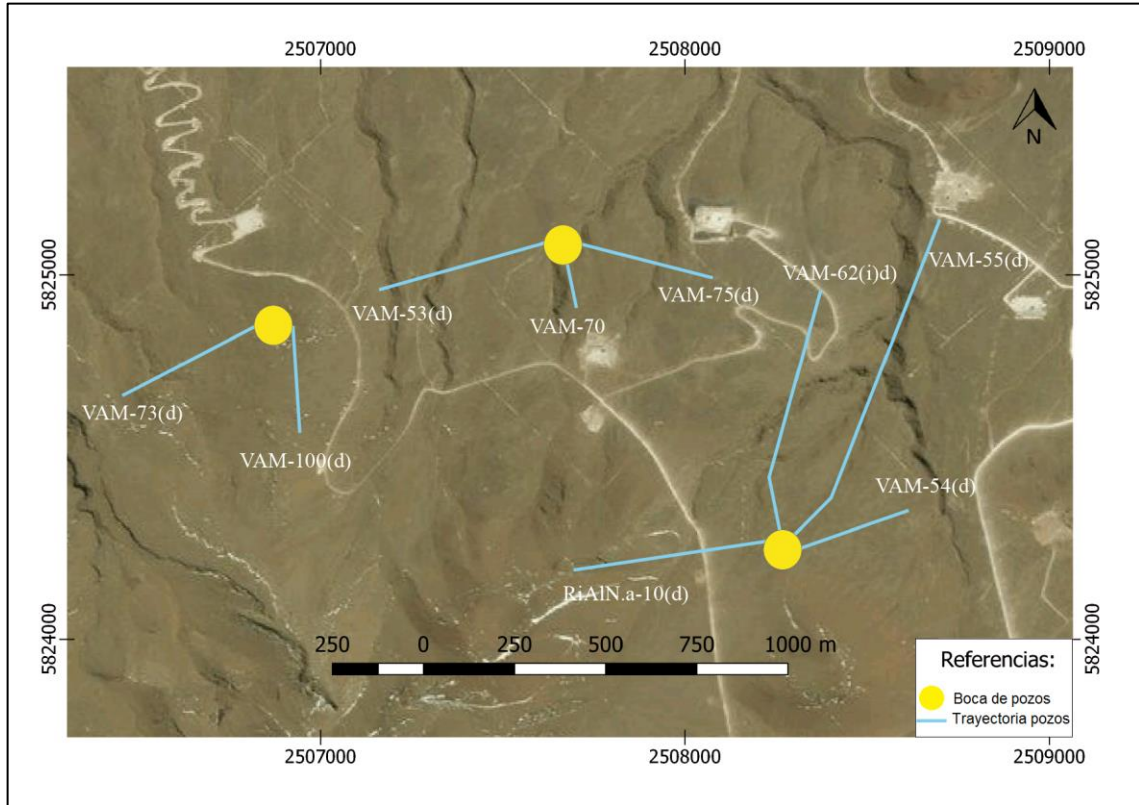 2507000
2508000
2509000
N
5825000
5825000
VAM-62(i)d
VAM-55(d)
VAM-53(d)
VAM-70
VAM-75(d)
VAM-73(d)
VAM-100(d)
VAM-54(d)
RiAlN.a-10(d)
5824000
5824000
250 0 250 500 750 1000 m
Referencias:
Boca de pozos
Trayectoria pozos
2507000
2508000
2509000